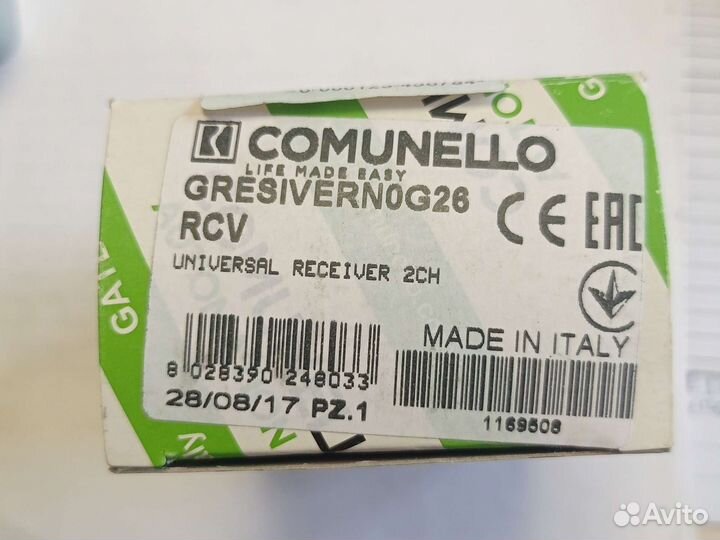 COMUNELLO
LIFE MADE EASY
GRESIVERN0G26
RCV
UNIVERSAL RECEIVER 2CH
CE EAC
MADE IN ITALY
8 028390 248033
28/08/17 PZ.1
1169508
GATE
Avito